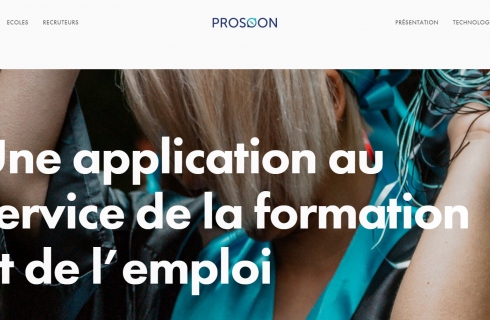 ECOLES RECRUTEURS PROSOON PRÉSENTATION TECHNOLOG
Une application au
ervice de la formation
t de l'emploi